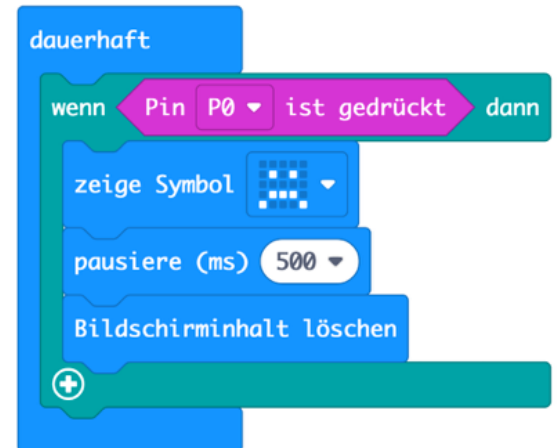 dauerhaft
wenn Pin P0 ist gedrückt dann
zeige Symbol
pausiere (ms) 500
Bildschirminhalt löschen